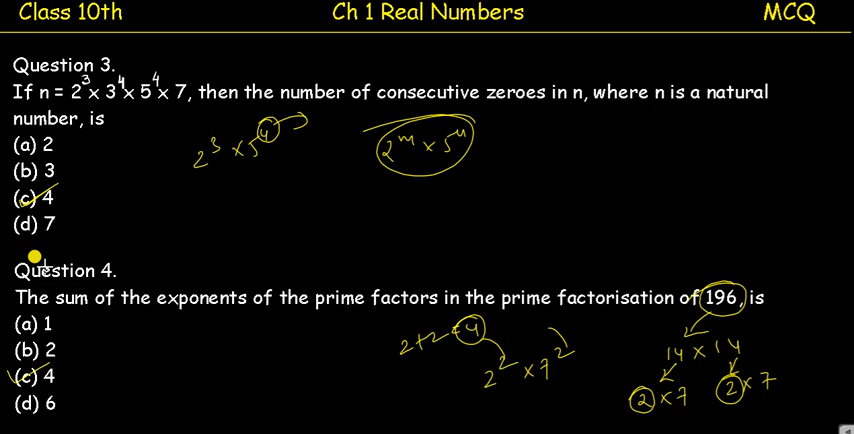 Class 10th Ch 1 Real Numbers MCQ
Question 3.
If n = 2³ x 3⁴ x 5⁴ x 7, then the number of consecutive zeroes in n, where n is a natural
number, is
(a) 2
(b) 3
(c) 4
(d) 7
2³ x 5⁴
2ᵐ x 5ⁿ
Question 4.
The sum of the exponents of the prime factors in the prime factorisation of 196, is
(a) 1
(b) 2
(c) 4
(d) 6
2+2=4
2² x 7²
14 x 14
2 x 7 2 x 7